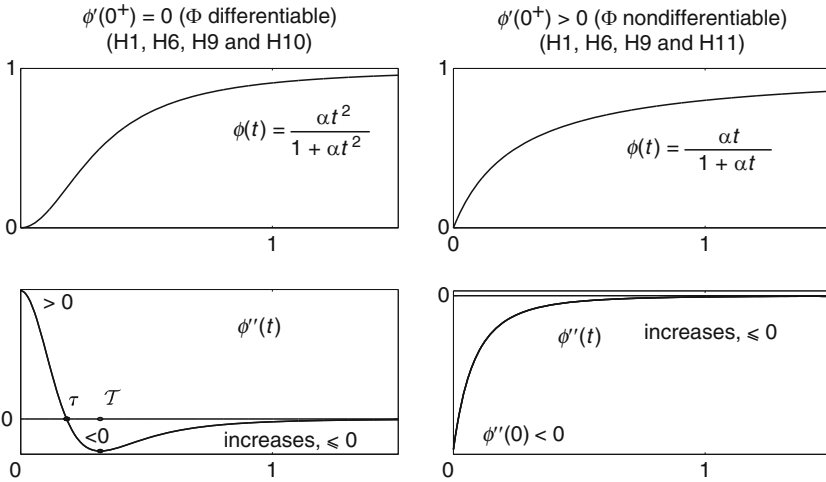 ϕ′(0⁺) = 0 (Φ differentiable)
(H1, H6, H9 and H10)
1
ϕ(t) = αt² / (1 + αt²)
0
1
ϕ′(0⁺) > 0 (Φ nondifferentiable)
(H1, H6, H9 and H11)
1
ϕ(t) = αt / (1 + αt)
0
0
1
> 0
ϕ′′(t)
τ
𝒯
0
<0
increases, ⩽ 0
0
1
0
ϕ′′(t)
increases, ⩽ 0
ϕ′′(0) < 0
0
1